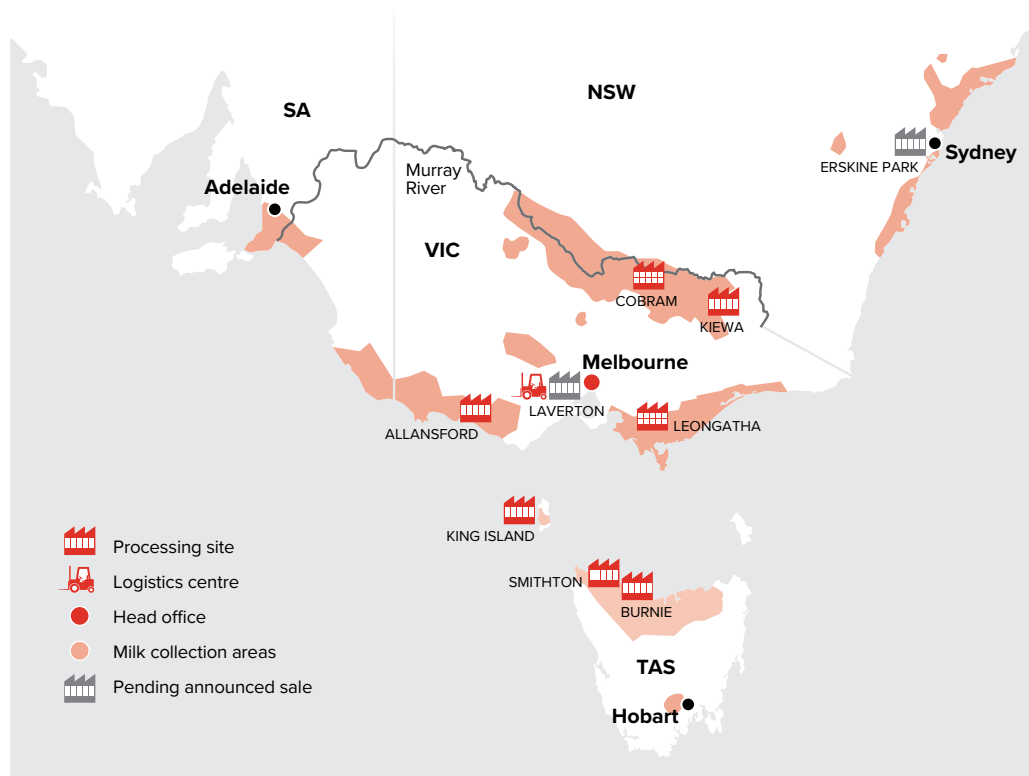 NSW
SA
Sydney
ERSKINE PARK
Murray
River
Adelaide
VIC
COBRAM
KIEWA
Melbourne
LAVERTON
ALLANSFORD
LEONGATHA
KING ISLAND
SMITHTON
BURNIE
TAS
Hobart
Processing site
Logistics centre
Head office
Milk collection areas
Pending announced sale